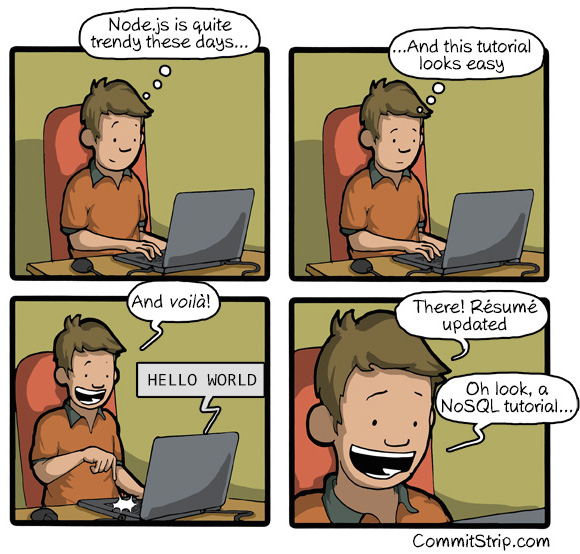 Node.js is quite
trendy these days...
...And this tutorial
looks easy
And voilà!
HELLO WORLD
There! Résumé
updated
Oh look, a
NoSQL tutorial...
CommitStrip.com